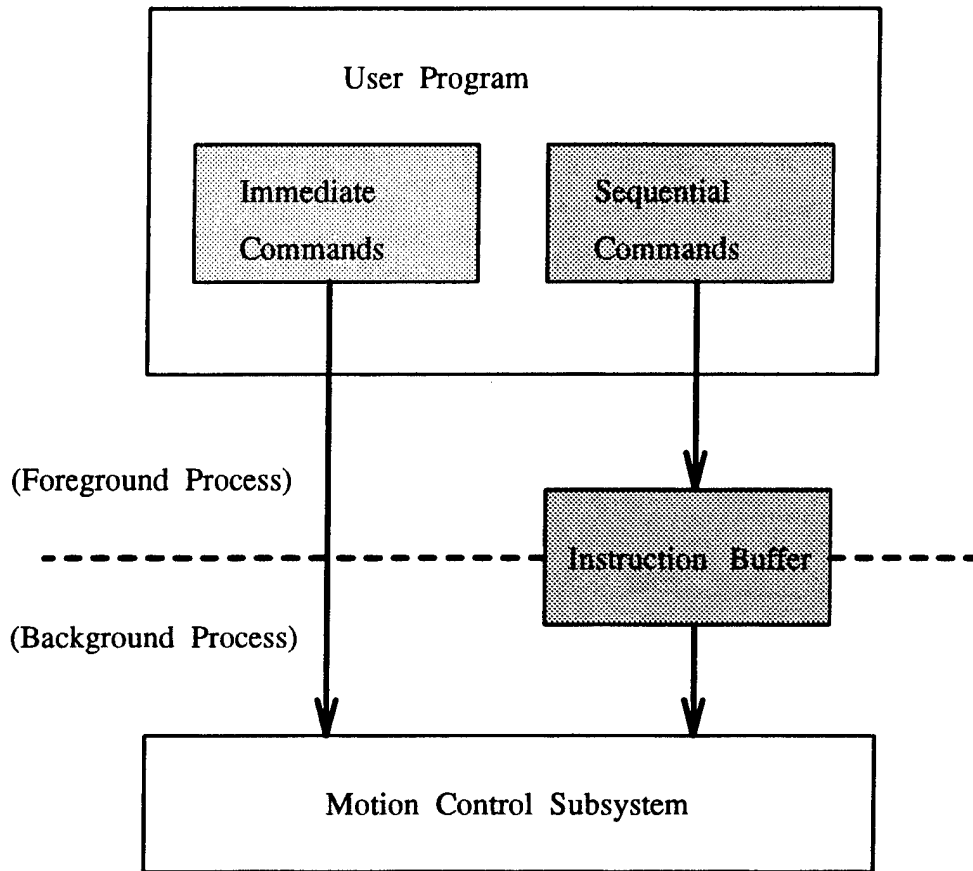 User Program
Immediate
Commands
Sequential
Commands
(Foreground Process)
Instruction Buffer
(Background Process)
Motion Control Subsystem